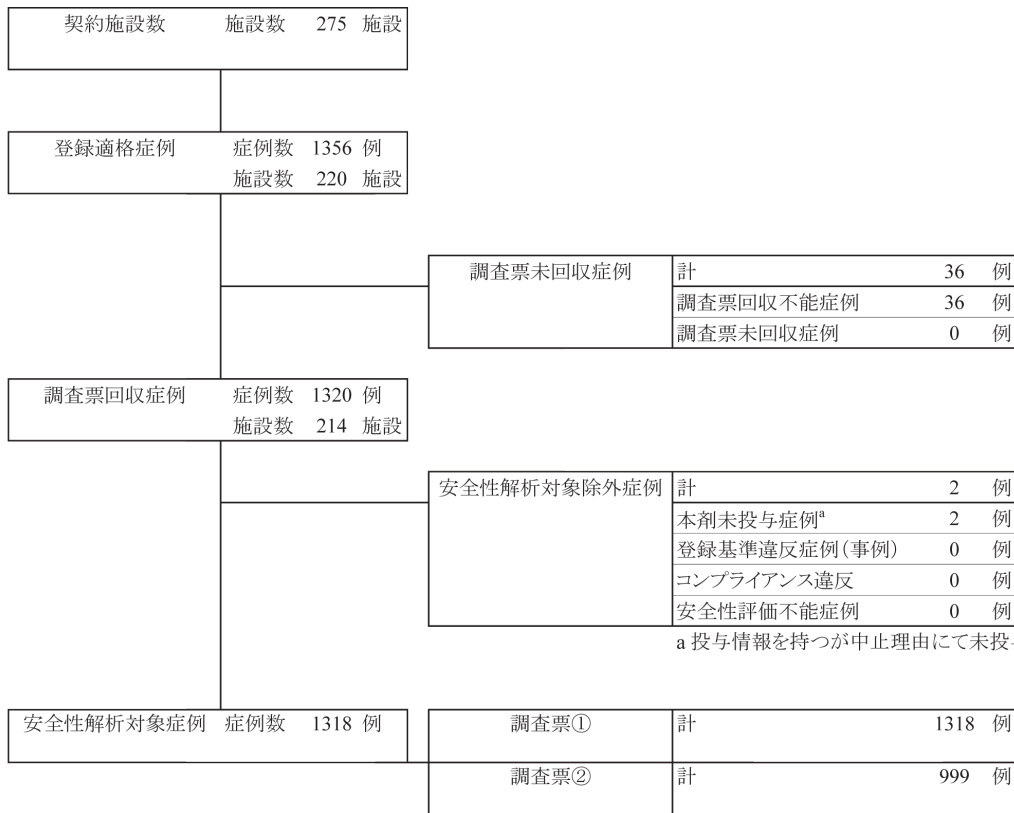 契約施設数 施設数 275 施設
登録適格症例 症例数 1356 例
施設数 220 施設
調査票未回収症例 計 36 例
調査票回収不能症例 36 例
調査票未回収症例 0 例
調査票回収症例 症例数 1320 例
施設数 214 施設
安全性解析対象除外症例 計 2 例
本剤未投与症例a 2 例
登録基準違反症例(事例) 0 例
コンプライアンス違反 0 例
安全性評価不能症例 0 例
a 投与情報を持つが中止理由にて未投
安全性解析対象症例 症例数 1318 例 調査票① 計 1318 例
調査票② 計 999 例